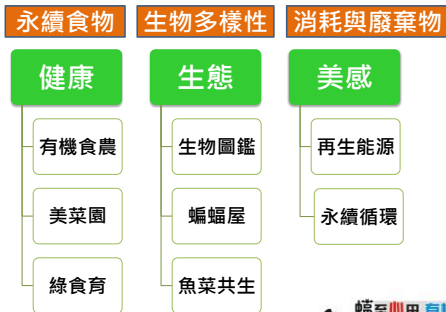 永續食物 生物多樣性 消耗與廢棄物
健康 生態 美感
有機食農 生物圖鑑 再生能源
美菜園 蝙蝠屋 永續循環
綠食育 魚菜共生